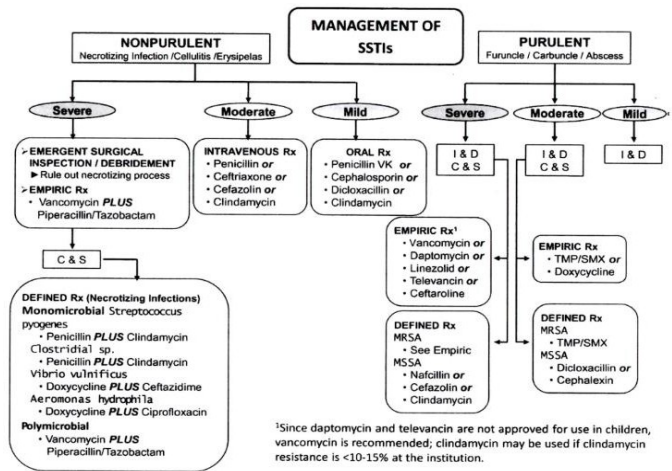 MANAGEMENT OF
SSTIs
NONPURULENT
Necrotizing Infection /Cellulitis /Erysipelas
PURULENT
Furuncle / Carbuncle / Abscess
Severe
Moderate
Mild
Severe
Moderate
Mild
➢EMERGENT SURGICAL
INSPECTION / DEBRIDEMENT
► Rule out necrotizing process
➢EMPIRIC Rx
• Vancomycin PLUS
Piperacillin/Tazobactam
INTRAVENOUS Rx
• Penicillin or
• Ceftriaxone or
• Cefazolin or
• Clindamycin
ORAL Rx
• Penicillin VK or
• Cephalosporin or
• Dicloxacillin or
• Clindamycin
I & D
C & S
I & D
C & S
I & D
C & S
EMPIRIC Rx¹
• Vancomycin or
• Daptomycin or
• Linezolid or
• Televancin or
• Ceftaroline
EMPIRIC Rx
• TMP/SMX or
• Doxycycline
DEFINED Rx (Necrotizing Infections)
Monomicrobial Streptococcus
pyogenes
• Penicillin PLUS Clindamycin
Clostridial sp.
• Penicillin PLUS Clindamycin
Vibrio vulnificus
• Doxycycline PLUS Ceftazidime
Aeromonas hydrophila
• Doxycycline PLUS Ciprofloxacin
Polymicrobial
• Vancomycin PLUS
Piperacillin/Tazobactam
DEFINED Rx
MRSA
• See Empiric
MSSA
• Nafcillin or
• Cefazolin or
• Clindamycin
DEFINED Rx
MRSA
• TMP/SMX
MSSA
• Dicloxacillin or
• Cephalexin
¹Since daptomycin and televancin are not approved for use in children,
vancomycin is recommended; clindamycin may be used if clindamycin
resistance is <10-15% at the institution.